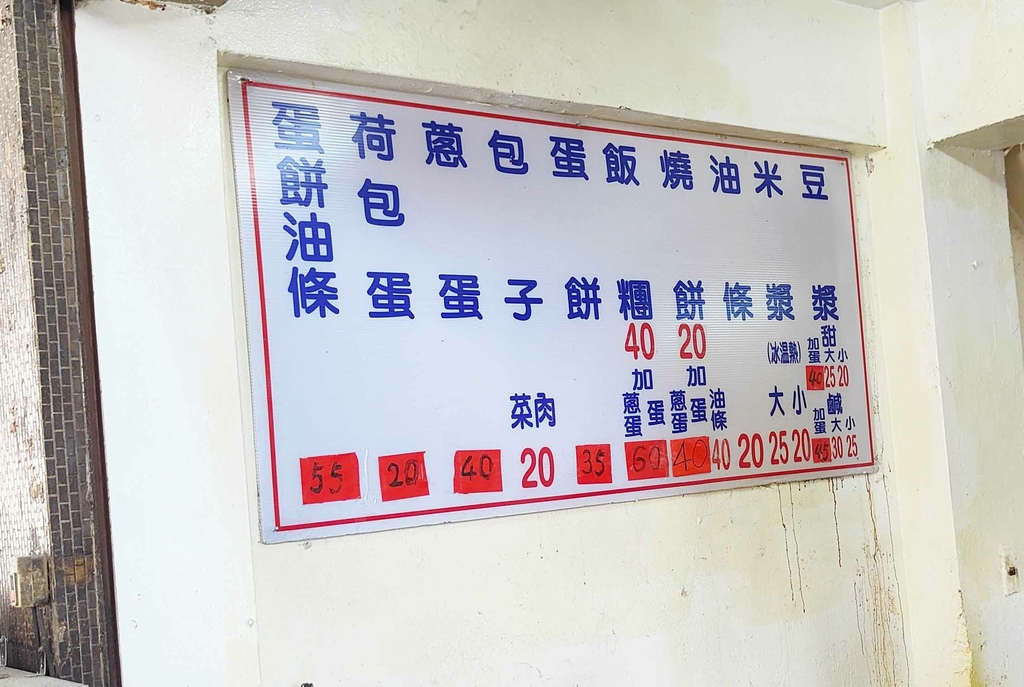 豆漿
甜
加蛋 大 小
40 25 20
鹹
加蛋 大 小
45 30 25
米漿
(冰溫熱)
大 小
25 20
油條
20
燒餅
20
加
蔥蛋 蛋 油條
40 40
飯糰
40
加
蔥蛋 蛋
60
蛋餅
35
包子
菜肉
20
蔥蛋
40
荷包蛋
20
蛋餅油條
55